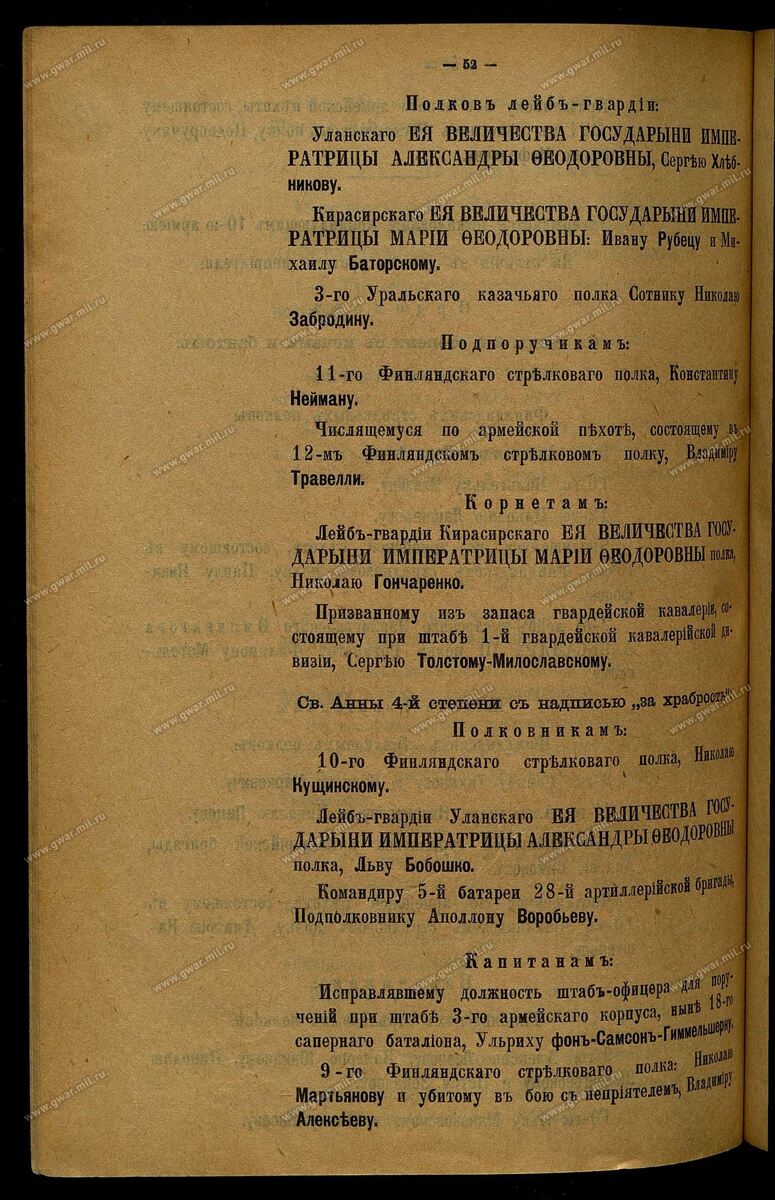 — 52 —
Полковъ лейбъ-гвардіи:
Уланскаго ЕЯ ВЕЛИЧЕСТВА ГОСУДАРЫНИ ИМПЕ-
РАТРИЦЫ АЛЕКСАНДРЫ ѲЕОДОРОВНЫ, Сергѣю Хлѣб-
никову.
Кирасирскаго ЕЯ ВЕЛИЧЕСТВА ГОСУДАРЫНИ ИМПЕ-
РАТРИЦЫ МАРІИ ѲЕОДОРОВНЫ: Ивану Рубецу и Ми-
хаилу Баторскому.
3-го Уральскаго казачьяго полка Сотнику Николаю
Забродину.
Подпоручикамъ:
11-го Финляндскаго стрѣлковаго полка, Константину
Нейману.
Числящемуся по армейской пѣхотѣ, состоящему въ
12-мъ Финляндскомъ стрѣлковомъ полку, Владиміру
Травелли.
Корнетамъ:
Лейбъ-гвардіи Кирасирскаго ЕЯ ВЕЛИЧЕСТВА ГОСУ-
ДАРЫНИ ИМПЕРАТРИЦЫ МАРІИ ѲЕОДОРОВНЫ полка,
Николаю Гончаренко.
Призванному изъ запаса гвардейской кавалеріи, со-
стоящему при штабѣ 1-й гвардейской кавалерійской ди-
визіи, Сергѣю Толстому-Милославскому.
Св. Анны 4-й степени съ надписью „за храбрость“:
Полковникамъ:
10-го Финляндскаго стрѣлковаго полка, Николаю
Кущинскому.
Лейбъ-гвардіи Уланскаго ЕЯ ВЕЛИЧЕСТВА ГОСУ-
ДАРЫНИ ИМПЕРАТРИЦЫ АЛЕКСАНДРЫ ѲЕОДОРОВНЫ
полка, Льву Бобошко.
Командиру 5-й батареи 28-й артиллерійской бригады,
Подполковнику Аполлону Воробьеву.
Капитанамъ:
Исправлявшему должность штабъ-офицера для пору-
ченій при штабѣ 3-го армейскаго корпуса, нынѣ 18-го
сапернаго баталіона, Ульриху фонъ-Самсонъ-Гиммельшерну.
9-го Финляндскаго стрѣлковаго полка: Николаю
Мартьянову и убитому въ бою съ непріятелемъ, Владиміру
Алексѣеву.
www.gwar.mil.ru